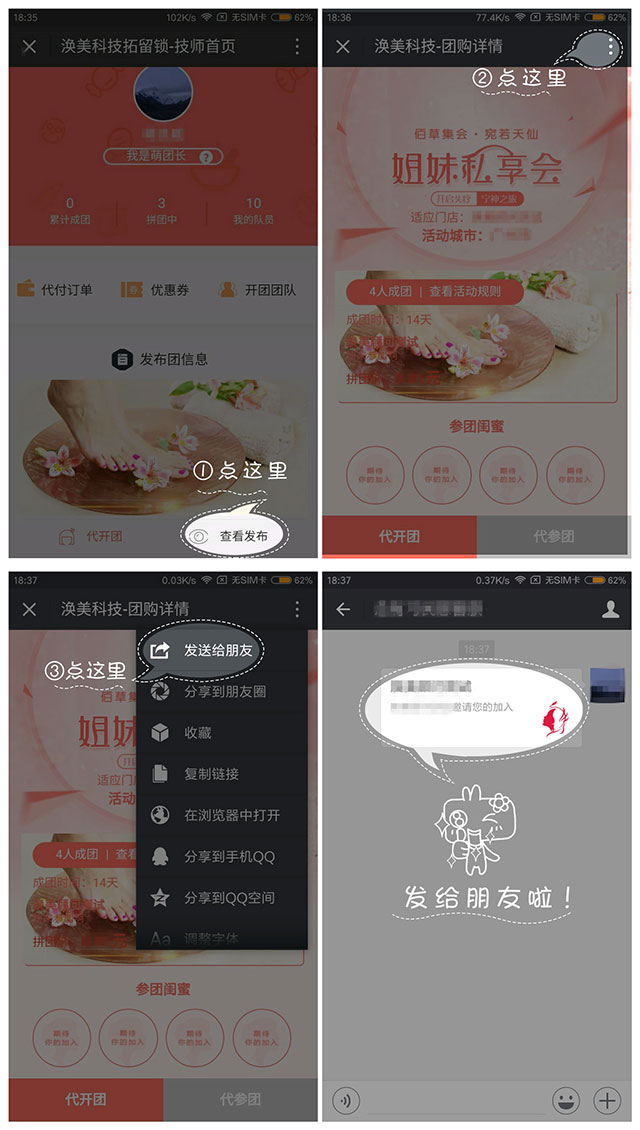 18:35
102K/s
无SIM卡
62%
涣美科技拓留锁-技师首页
我是萌团长 ?
0
3
10
累计成团
拼团中
我的队员
代付订单
优惠券
开团团队
发布团信息
①点这里
代开团
查看发布
18:36
77.4K/s
无SIM卡
62%
涣美科技-团购详情
②点这里
佰草集会·宛若天仙
姐妹私享会
开启头疗
宁神之旅
适应门店:
活动城市:
4人成团 | 查看活动规则
成团时间:14天
参团闺蜜
期待
你的加入
期待
你的加入
期待
你的加入
期待
你的加入
代开团
代参团
18:37
0.03K/s
无SIM卡
62%
涣美科技-团购详情
③点这里
发送给朋友
分享到朋友圈
收藏
复制链接
在浏览器中打开
分享到手机QQ
分享到QQ空间
Aa 调整字体
佰草集
姐妹
开启
适应门
活动
4人成团 | 查看
成团时间:14天
参团闺蜜
期待
你的加入
期待
你的加入
期待
你的加入
期待
你的加入
代开团
代参团
18:37
0.37K/s
无SIM卡
62%
18:37
邀请您的加入
发给朋友啦!